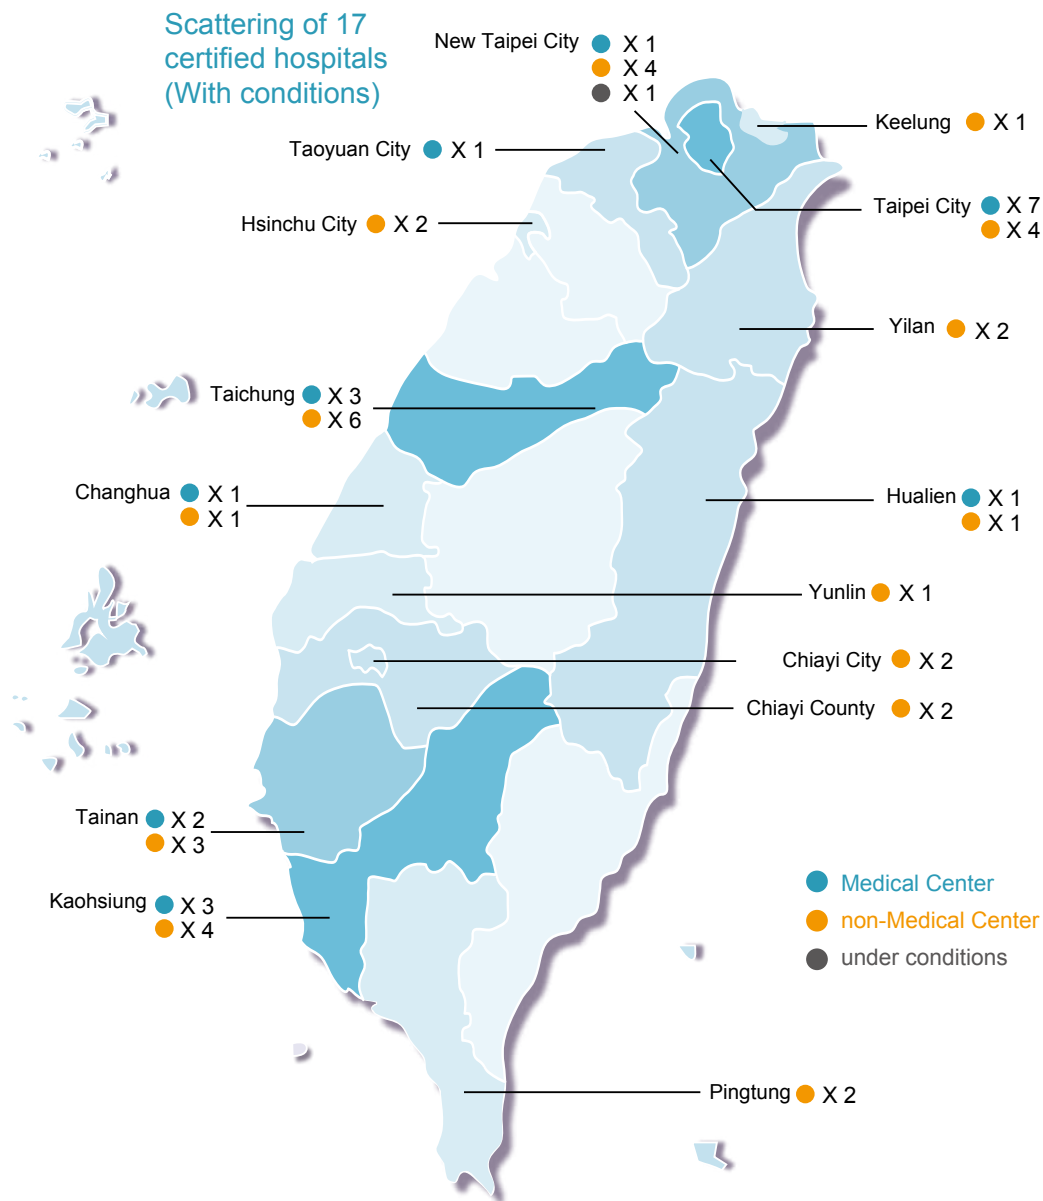 Scattering of 17
certified hospitals
(With conditions)
New Taipei City X 1
X 4
X 1
Keelung X 1
Taoyuan City X 1
Taipei City X 7
X 4
Hsinchu City X 2
Yilan X 2
Taichung X 3
X 6
Changhua X 1
X 1
Hualien X 1
X 1
Yunlin X 1
Chiayi City X 2
Chiayi County X 2
Tainan X 2
X 3
Kaohsiung X 3
X 4
Medical Center
non-Medical Center
under conditions
Pingtung X 2